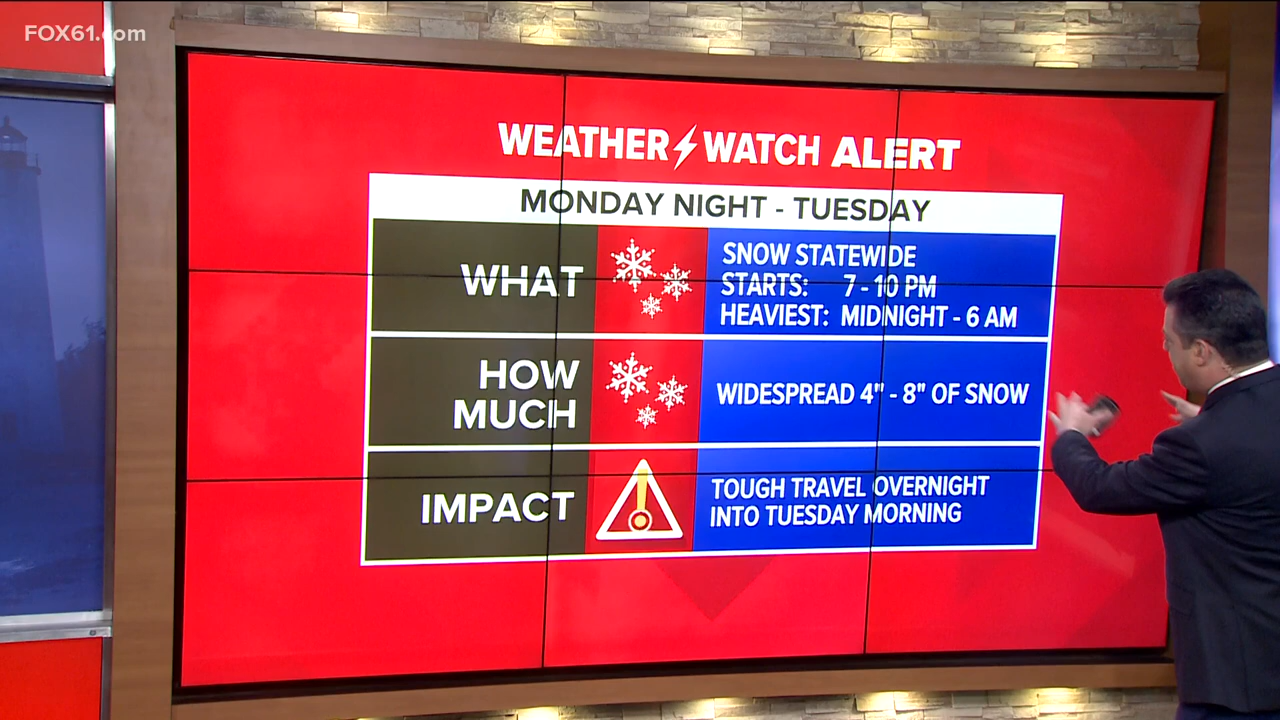 FOX61.com
WEATHER WATCH ALERT
MONDAY NIGHT - TUESDAY
WHAT
SNOW STATEWIDE
STARTS: 7 - 10 PM
HEAVIEST: MIDNIGHT - 6 AM
HOW
MUCH
WIDESPREAD 4" - 8" OF SNOW
IMPACT
TOUGH TRAVEL OVERNIGHT
INTO TUESDAY MORNING